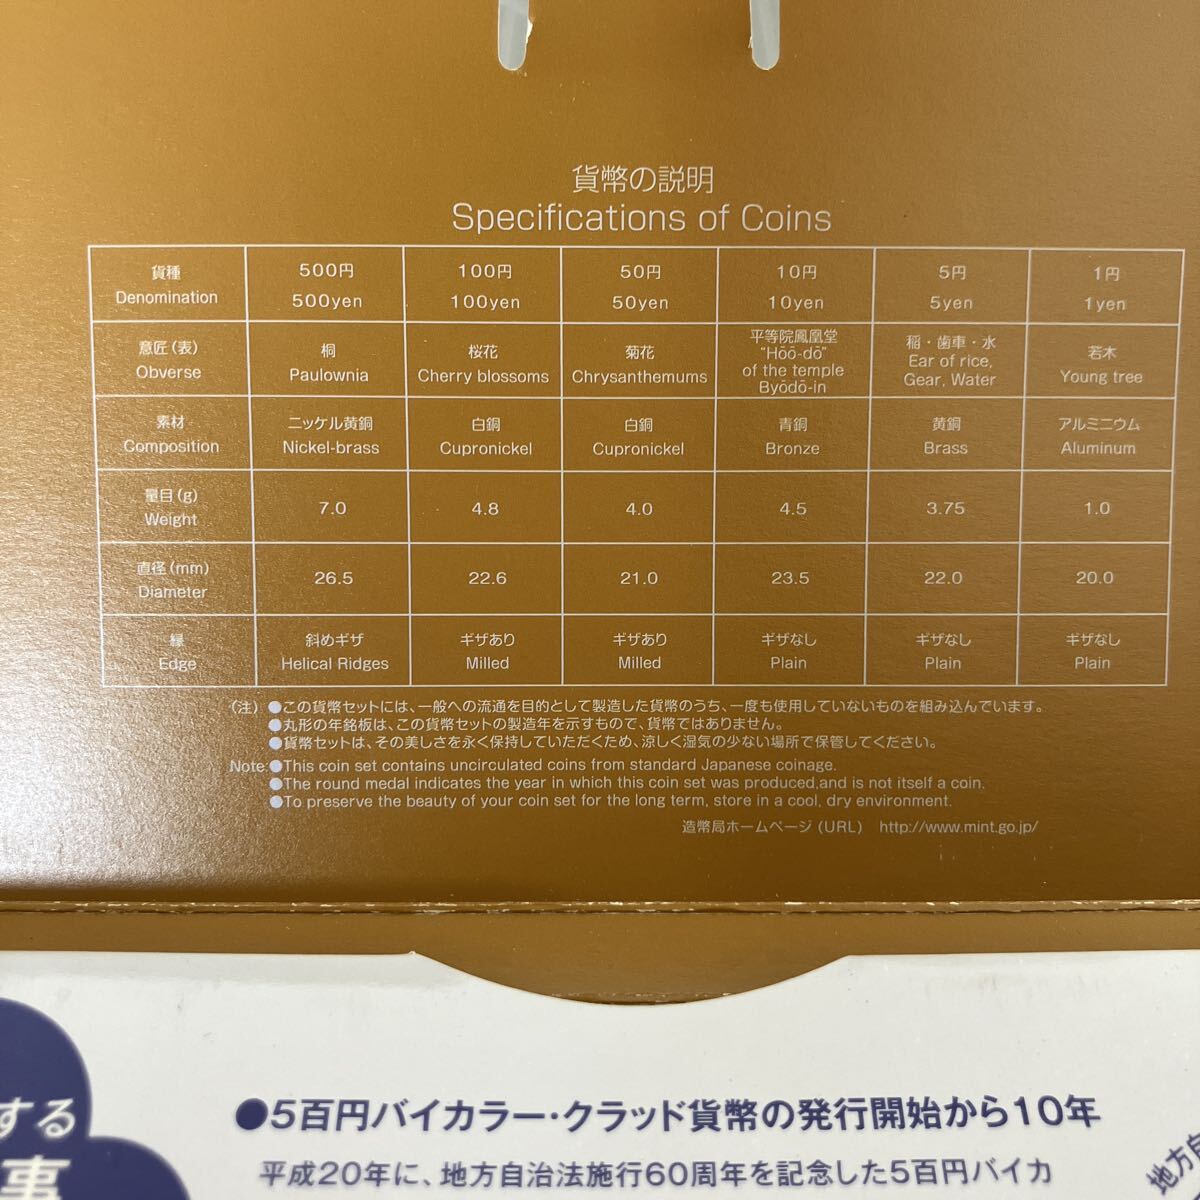 貨幣の説明
Specifications of Coins
貨種 500円 100円 50円 10円 5円 1円
Denomination 500yen 100yen 50yen 10yen 5yen 1yen
意匠(表) 桐 桜花 菊花 平等院鳳凰堂 稲・歯車・水 若木
Obverse Paulownia Cherry blossoms Chrysanthemums "Hōō-dō" of the temple Byōdō-in Ear of rice, Gear, Water Young tree
素材 ニッケル黄銅 白銅 白銅 青銅 黄銅 アルミニウム
Composition Nickel-brass Cupronickel Cupronickel Bronze Brass Aluminum
量目(g)
Weight 7.0 4.8 4.0 4.5 3.75 1.0
直径(mm)
Diameter 26.5 22.6 21.0 23.5 22.0 20.0
縁 斜めギザ ギザあり ギザあり ギザなし ギザなし ギザなし
Edge Helical Ridges Milled Milled Plain Plain Plain
(注) ●この貨幣セットには、一般への流通を目的として製造した貨幣のうち、一度も使用していないものを組み込んでいます。
●丸形の年銘板は、この貨幣セットの製造年を示すもので、貨幣ではありません。
●貨幣セットは、その美しさを永く保持していただくため、涼しく湿気の少ない場所で保管してください。
Note:●This coin set contains uncirculated coins from standard Japanese coinage.
●The round medal indicates the year in which this coin set was produced,and is not itself a coin.
●To preserve the beauty of your coin set for the long term, store in a cool, dry environment.
造幣局ホームページ (URL) http://www.mint.go.jp/
する
事
●5百円バイカラー・クラッド貨幣の発行開始から10年
平成20年に、地方自治法施行60周年を記念した5百円バイカ
地方自